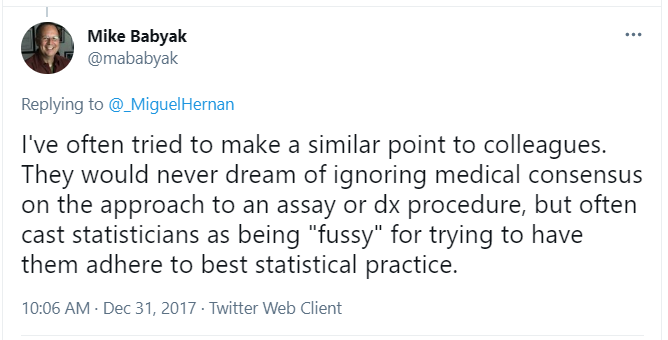 Mike Babyak
@mababyak
Replying to @_MiguelHernan
I've often tried to make a similar point to colleagues.
They would never dream of ignoring medical consensus
on the approach to an assay or dx procedure, but often
cast statisticians as being "fussy" for trying to have
them adhere to best statistical practice.
10:06 AM · Dec 31, 2017 · Twitter Web Client